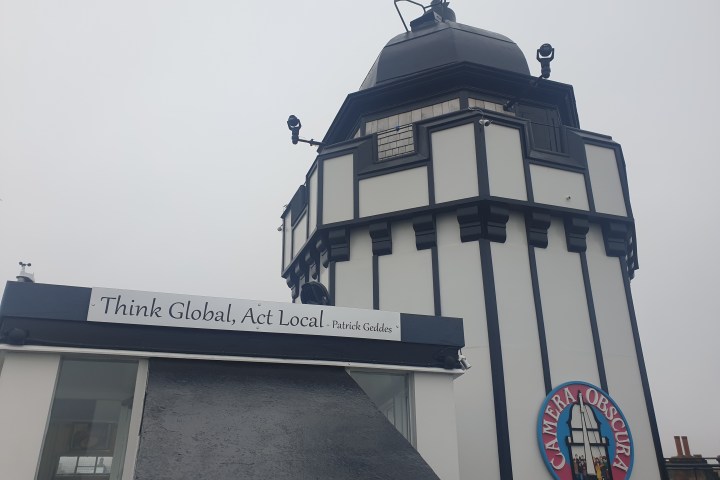 Think Global, Act Local - Patrick Geddes
CAMERA OBSCURA